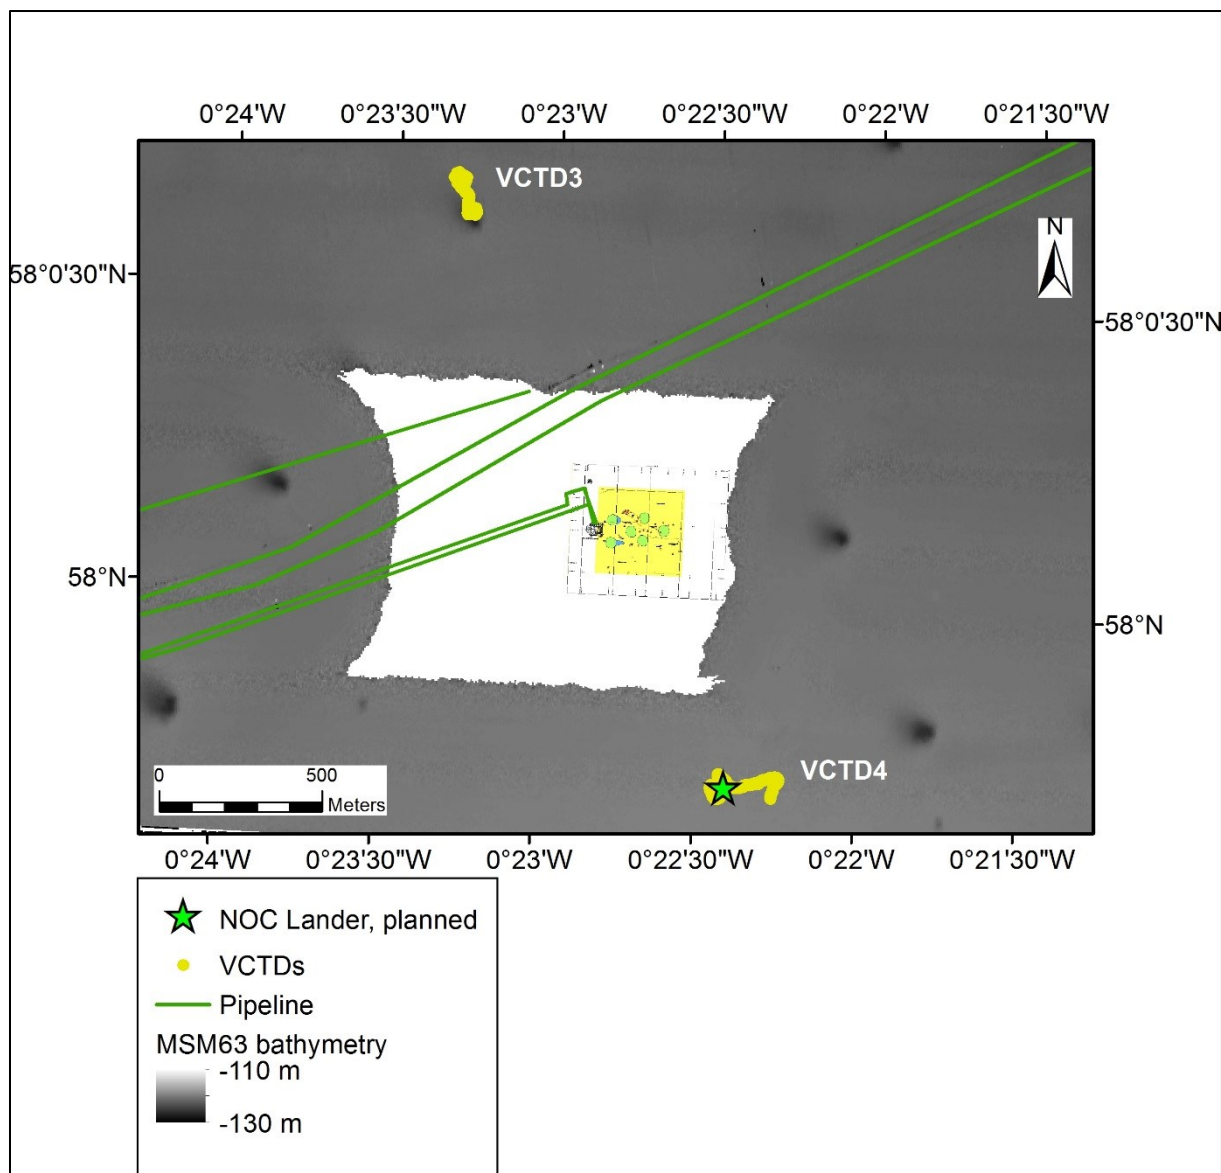 0°24'W 0°23'30"W 0°23'W 0°22'30"W 0°22'W 0°21'30"W
VCTD3
N
58°0'30"N
58°0'30"N
58°N
58°N
VCTD4
0 500
Meters
0°24'W 0°23'30"W 0°23'W 0°22'30"W 0°22'W 0°21'30"W
NOC Lander, planned
VCTDs
Pipeline
MSM63 bathymetry
-110 m
-130 m